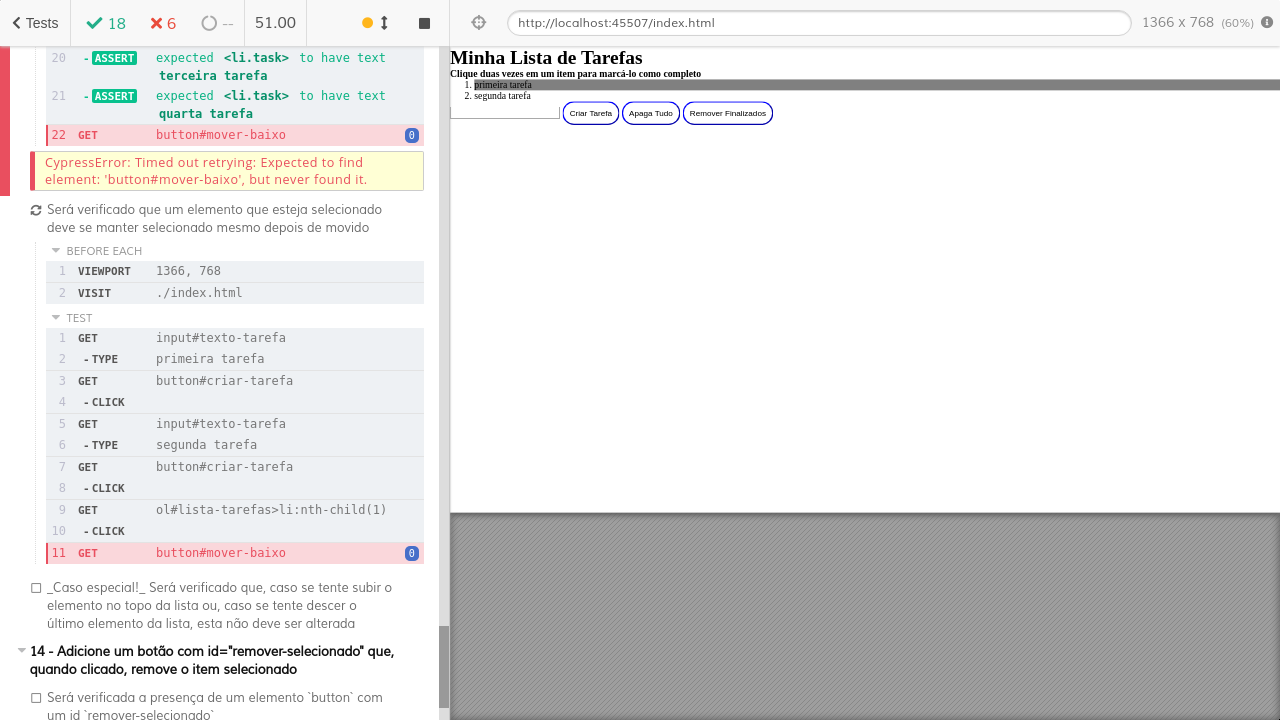 Tests 18 6 -- 51.00
http://localhost:45507/index.html 1366 x 768 (60%)
20 - ASSERT expected <li.task> to have text
terceira tarefa
21 - ASSERT expected <li.task> to have text
quarta tarefa
22 GET button#mover-baixo 0
CypressError: Timed out retrying: Expected to find
element: 'button#mover-baixo', but never found it.
Será verificado que um elemento que esteja selecionado
deve se manter selecionado mesmo depois de movido
BEFORE EACH
1 VIEWPORT 1366, 768
2 VISIT ./index.html
TEST
1 GET input#texto-tarefa
2 - TYPE primeira tarefa
3 GET button#criar-tarefa
4 - CLICK
5 GET input#texto-tarefa
6 - TYPE segunda tarefa
7 GET button#criar-tarefa
8 - CLICK
9 GET ol#lista-tarefas>li:nth-child(1)
10 - CLICK
11 GET button#mover-baixo 0
_Caso especial!_ Será verificado que, caso se tente subir o
elemento no topo da lista ou, caso se tente descer o
último elemento da lista, esta não deve ser alterada
14 - Adicione um botão com id="remover-selecionado" que,
quando clicado, remove o item selecionado
Será verificada a presença de um elemento `button` com
um id `remover-selecionado`
Minha Lista de Tarefas
Clique duas vezes em um item para marcá-lo como completo
1. primeira tarefa
2. segunda tarefa
Criar Tarefa Apaga Tudo Remover Finalizados